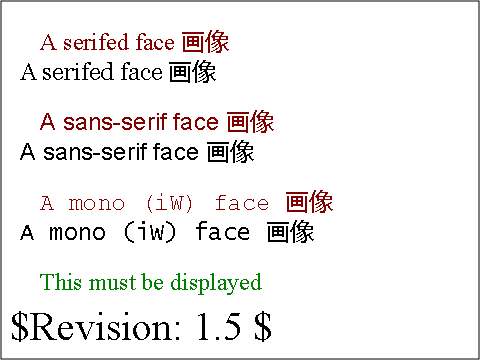 A serifed face 画像
A serifed face 画像
A sans-serif face 画像
A sans-serif face 画像
A mono (iW) face 画像
A mono (iW) face 画像
This must be displayed
$Revision: 1.5 $